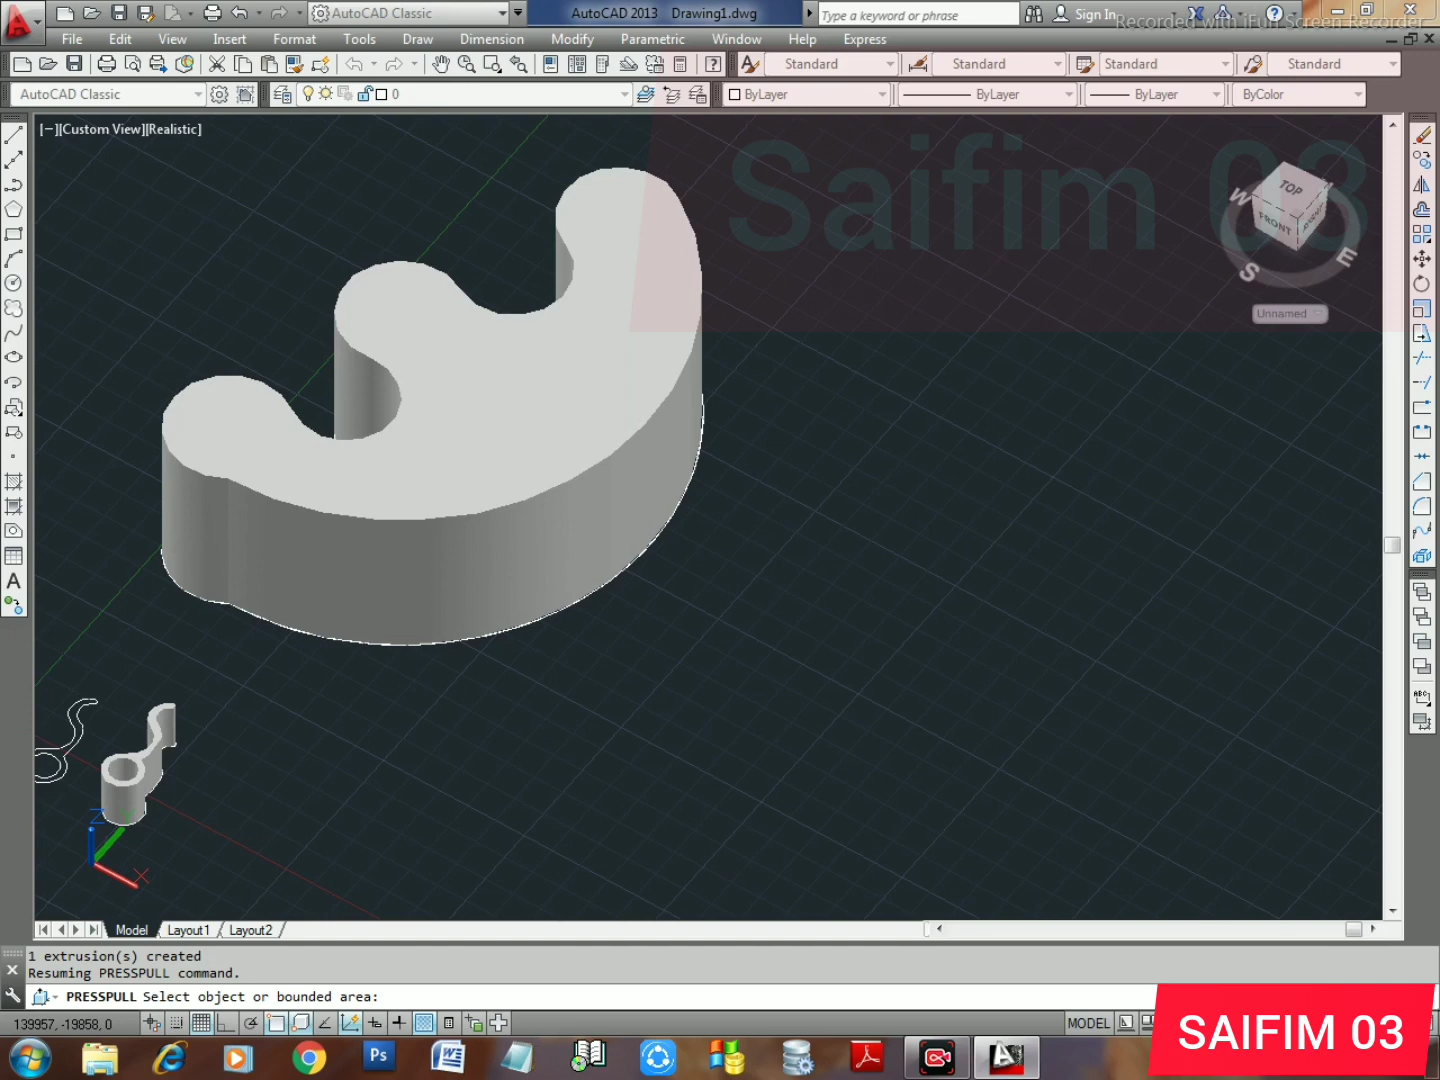 AutoCAD Classic
AutoCAD 2013 Drawing1.dwg
Type a keyword or phrase
Sign In
Recorded with iFun Screen Recorder
File Edit View Insert Format Tools Draw Dimension Modify Parametric Window Help Express
Standard Standard Standard Standard
AutoCAD Classic 0 ByLayer ByLayer ByLayer ByColor
[−][Custom View][Realistic]
Saifim 03
TOP
FRONT
W
S
E
Unnamed
A
Z
X
Model Layout1 Layout2
1 extrusion(s) created
Resuming PRESSPULL command.
PRESSPULL Select object or bounded area:
139957, -19858, 0
MODEL
SAIFIM 03
Ps